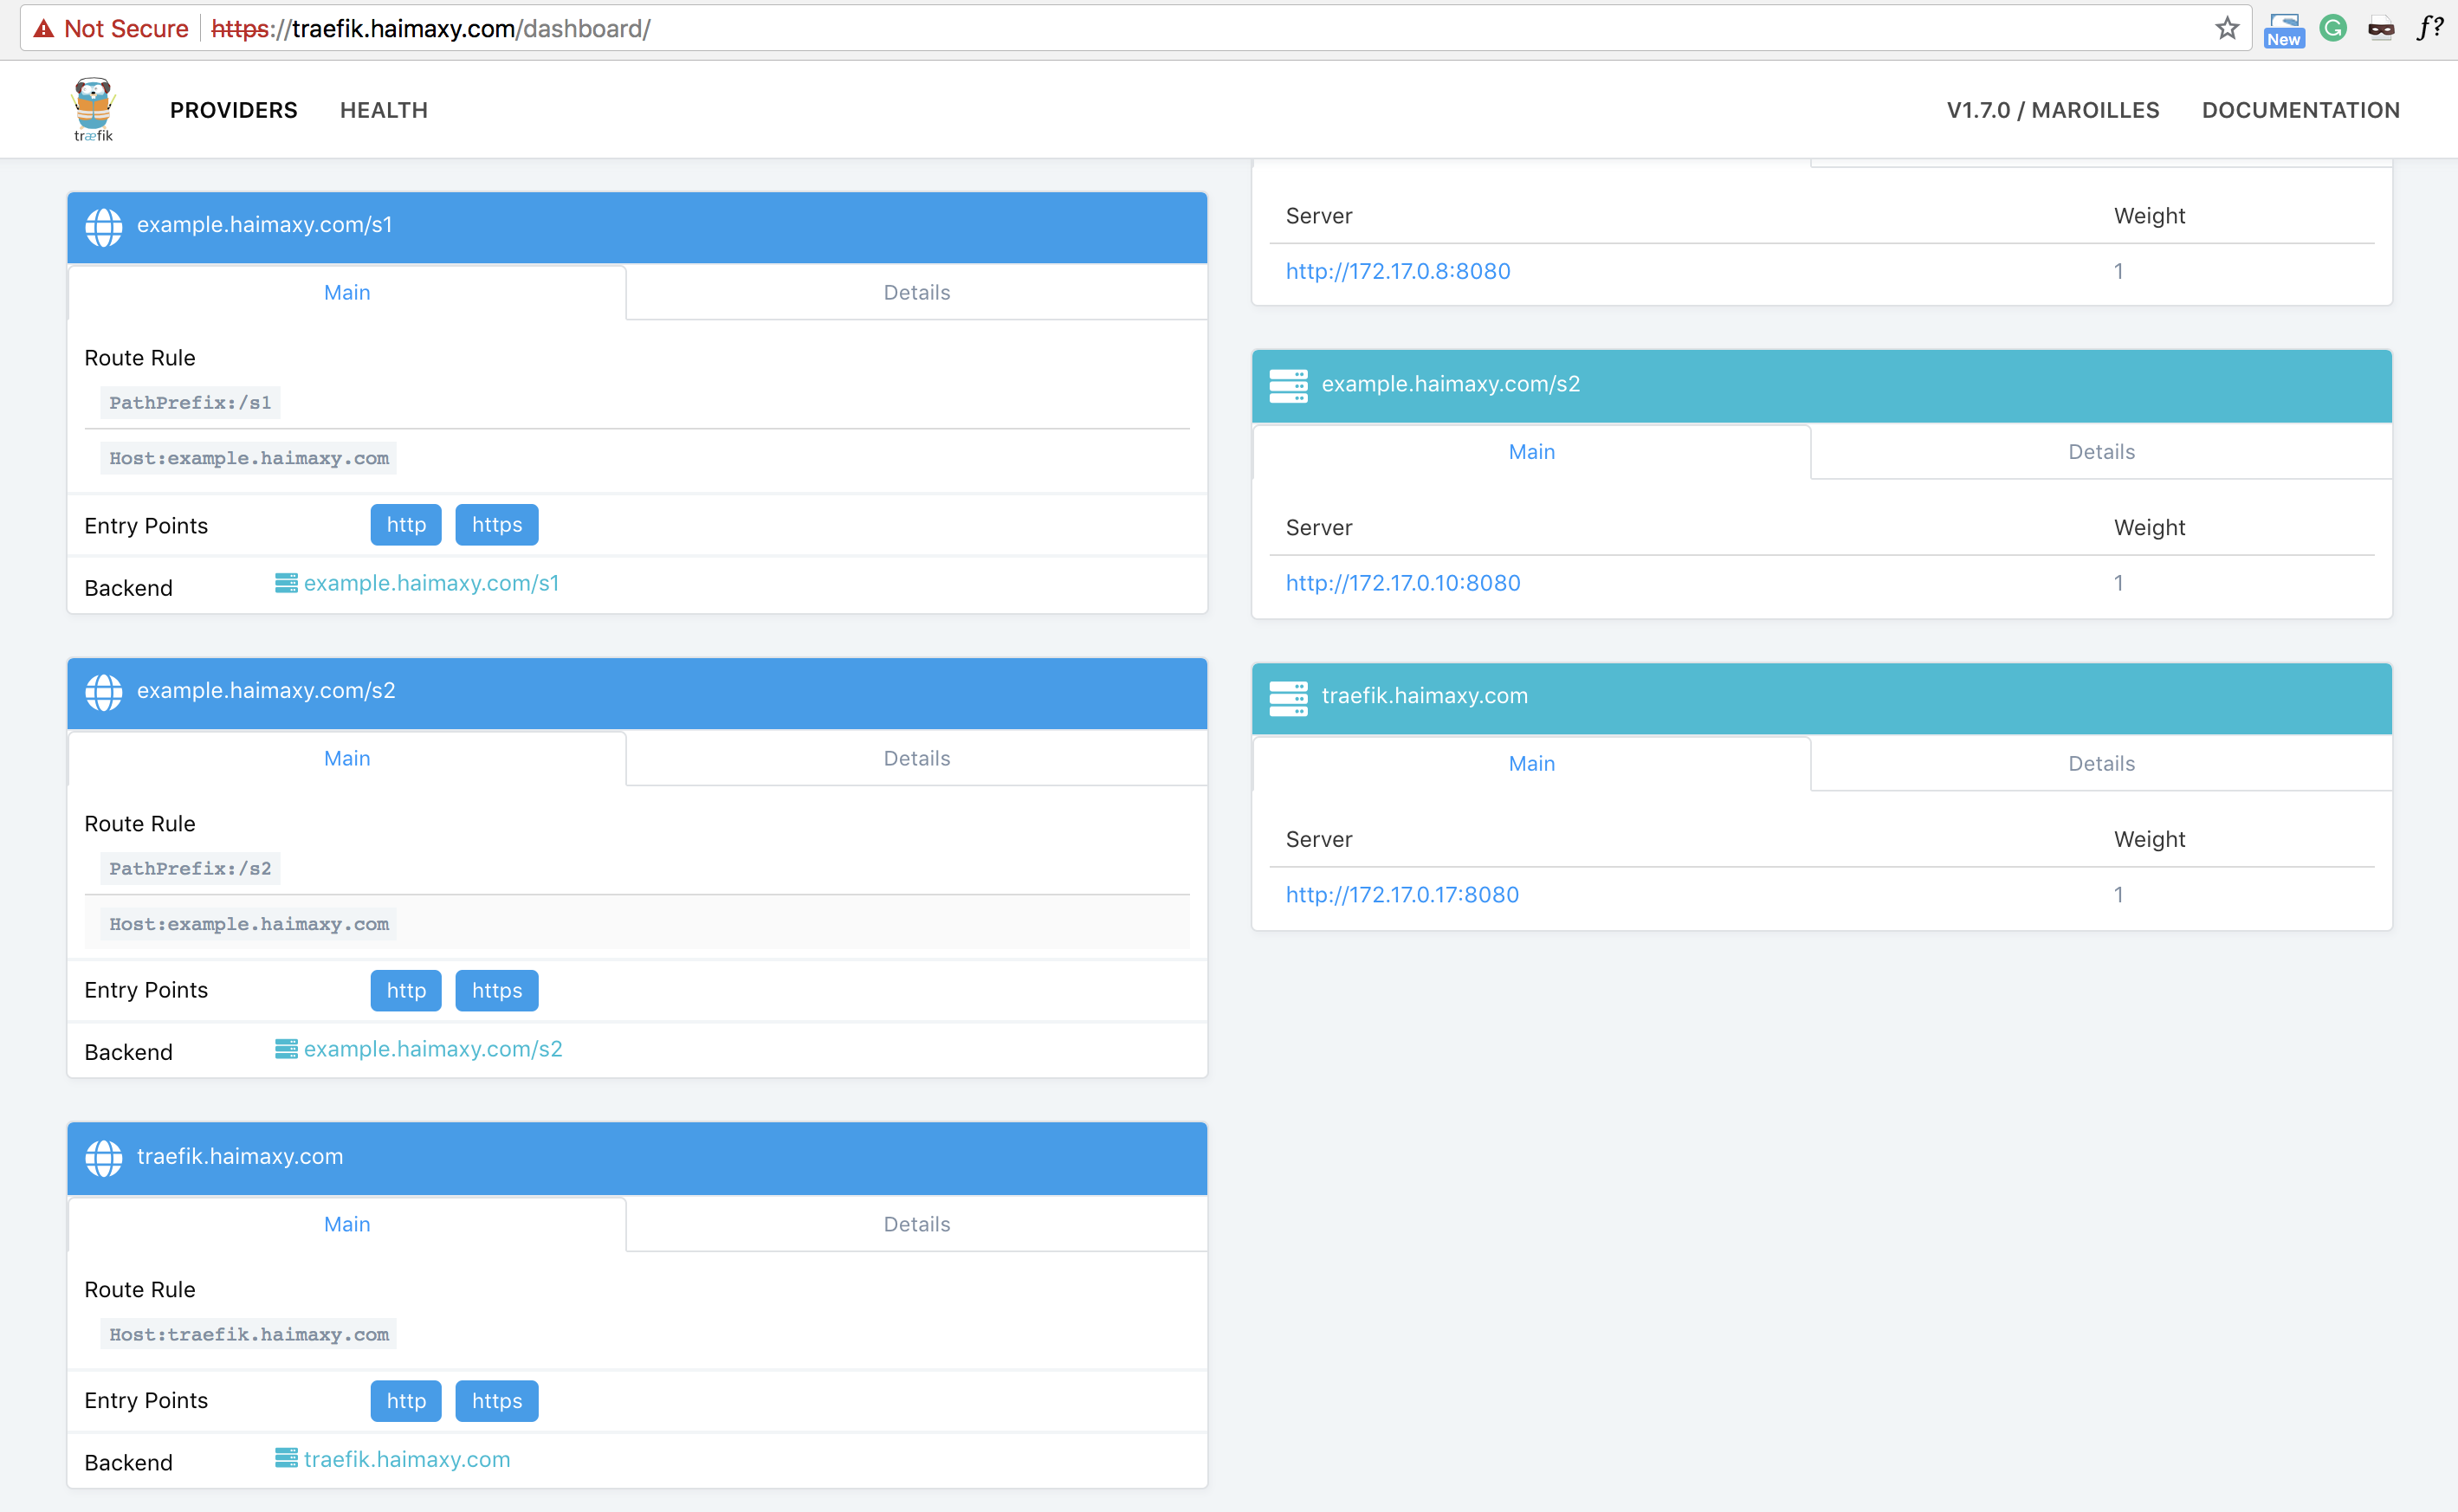 Not Secure https://traefik.haimaxy.com/dashboard/
New
f?
træfik
PROVIDERS HEALTH V1.7.0 / MAROILLES DOCUMENTATION
example.haimaxy.com/s1
Main Details
Route Rule
PathPrefix:/s1
Host:example.haimaxy.com
Entry Points http https
Backend example.haimaxy.com/s1
example.haimaxy.com/s2
Main Details
Route Rule
PathPrefix:/s2
Host:example.haimaxy.com
Entry Points http https
Backend example.haimaxy.com/s2
traefik.haimaxy.com
Main Details
Route Rule
Host:traefik.haimaxy.com
Entry Points http https
Backend traefik.haimaxy.com
Server Weight
http://172.17.0.8:8080 1
example.haimaxy.com/s2
Main Details
Server Weight
http://172.17.0.10:8080 1
traefik.haimaxy.com
Main Details
Server Weight
http://172.17.0.17:8080 1